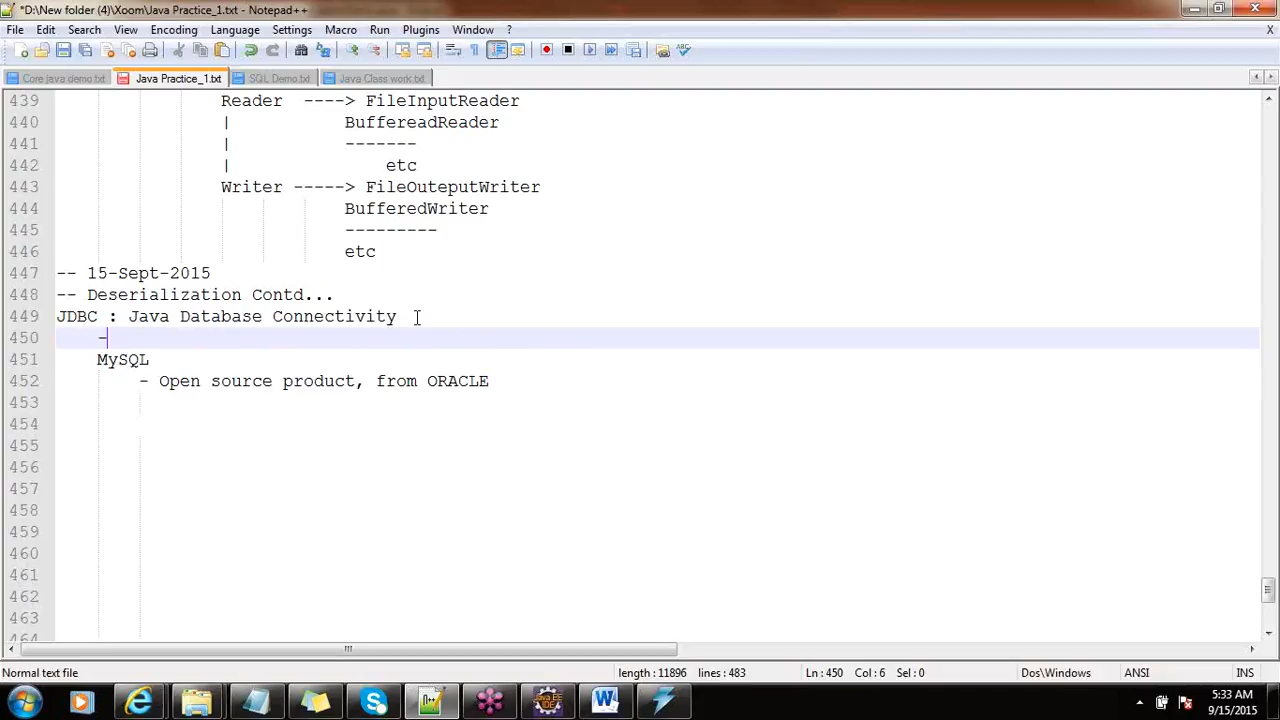 *D:\New folder (4)\Xoom\Java Practice_1.txt - Notepad++
File Edit Search View Encoding Language Settings Macro Run Plugins Window ? X
Core java demo.txt Java Practice_1.txt SQL Demo.txt Java Class work.txt
439 Reader ----> FileInputReader
440 | BuffereadReader
441 | -------
442 | etc
443 Writer -----> FileOuteputWriter
444 BufferedWriter
445 ---------
446 etc
447 -- 15-Sept-2015
448 -- Deserialization Contd...
449 JDBC : Java Database Connectivity
450 -
451 MySQL
452 - Open source product, from ORACLE
453
454
455
456
457
458
459
460
461
462
463
464
Normal text file length : 11896 lines : 483 Ln : 450 Col : 6 Sel : 0 Dos\Windows ANSI INS
5:33 AM
9/15/2015